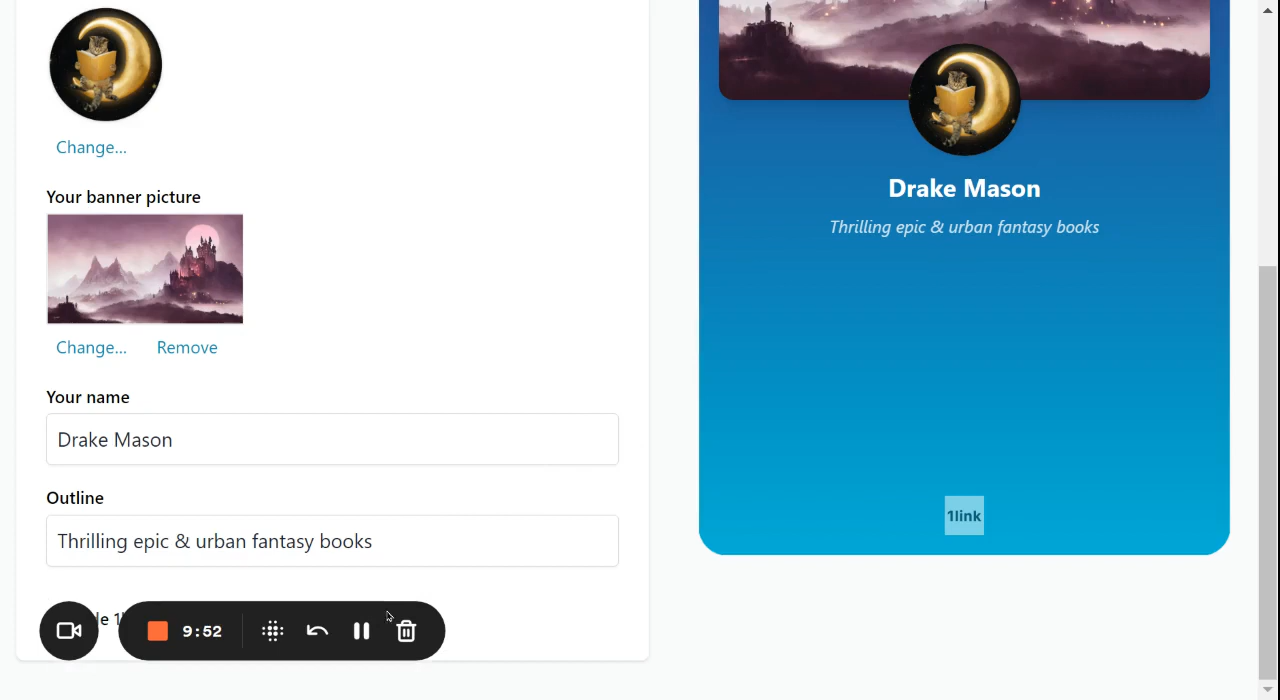 Change...
Your banner picture
Change... Remove
Your name
Drake Mason
Outline
Thrilling epic & urban fantasy books
9:52
Drake Mason
Thrilling epic & urban fantasy books
1link